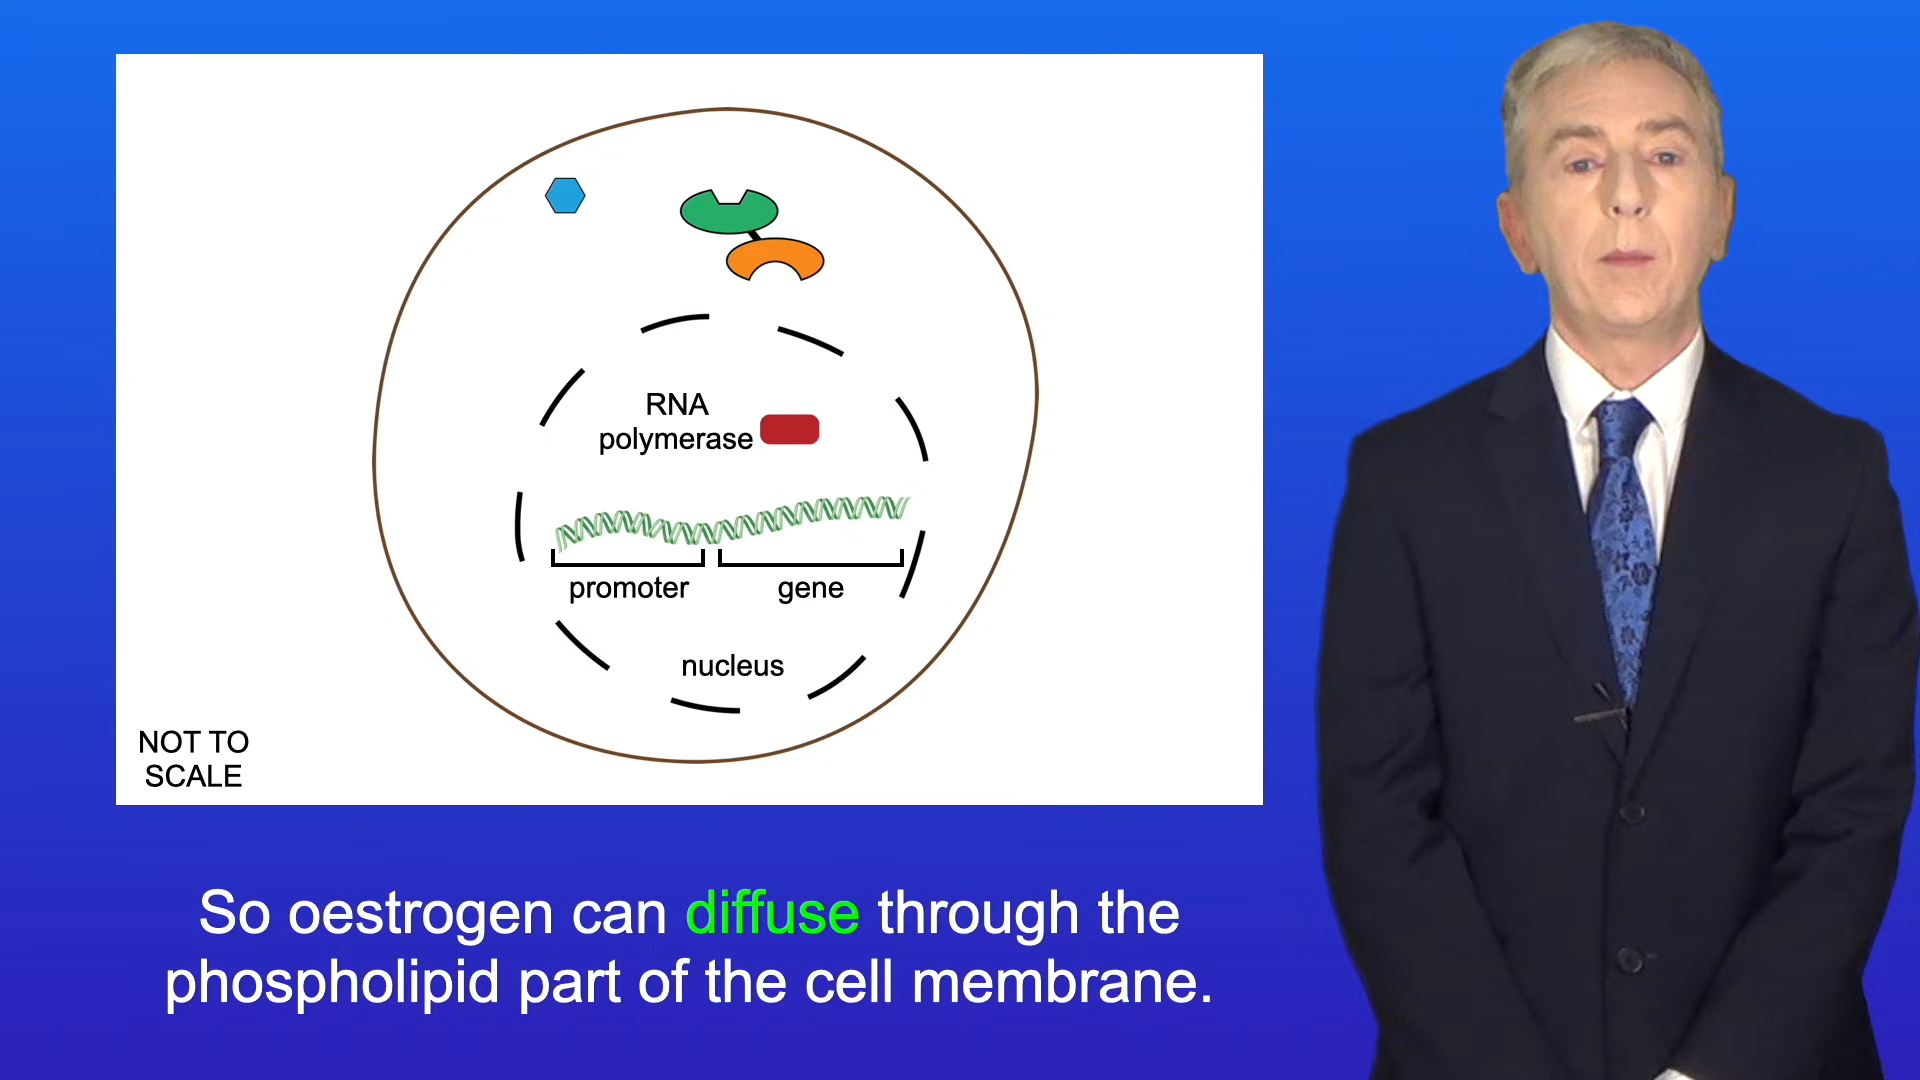 RNA
polymerase
promoter
gene
nucleus
NOT TO
SCALE
So oestrogen can diffuse through the
phospholipid part of the cell membrane.